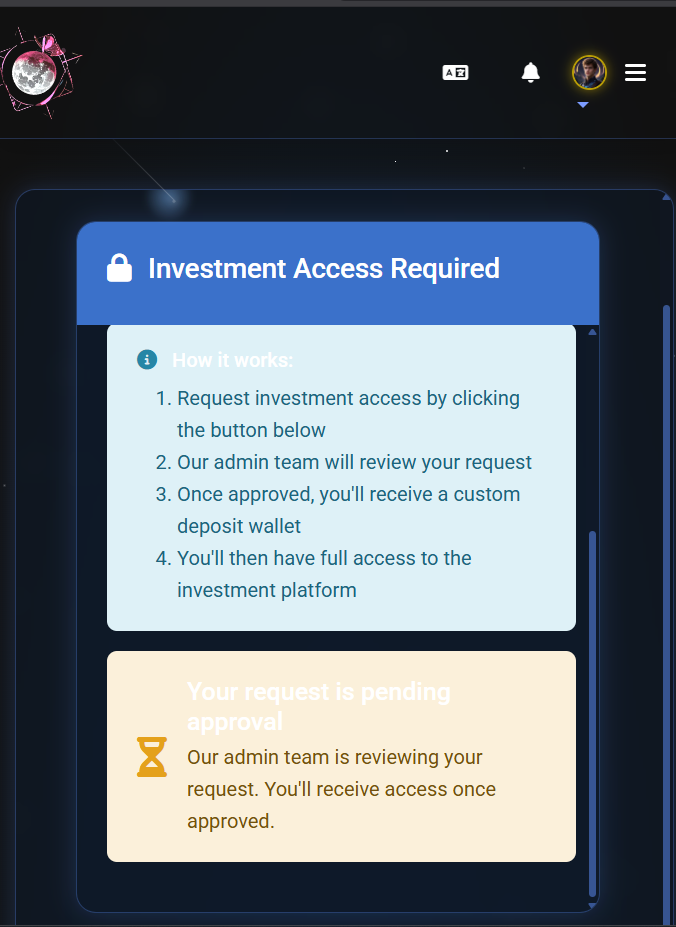 Investment Access Required
How it works:
1. Request investment access by clicking
the button below
2. Our admin team will review your request
3. Once approved, you'll receive a custom
deposit wallet
4. You'll then have full access to the
investment platform
Your request is pending
approval
Our admin team is reviewing your
request. You'll receive access once
approved.